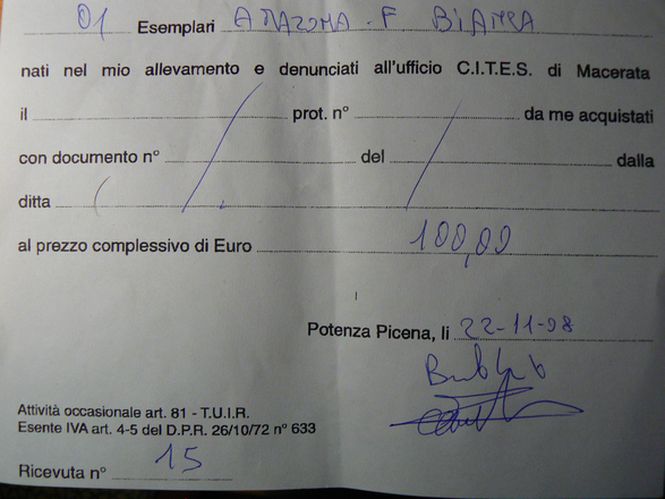 01 Esemplari AMAZONA - F BIANCA
nati nel mio allevamento e denunciati all'ufficio C.I.T.E.S. di Macerata
il prot. n° da me acquistati
con documento n° del dalla
ditta
al prezzo complessivo di Euro 100,00
Potenza Picena, li 22-11-08
Attività occasionale art. 81 - T.U.I.R.
Esente IVA art. 4-5 del D.P.R. 26/10/72 n° 633
Ricevuta n° 15